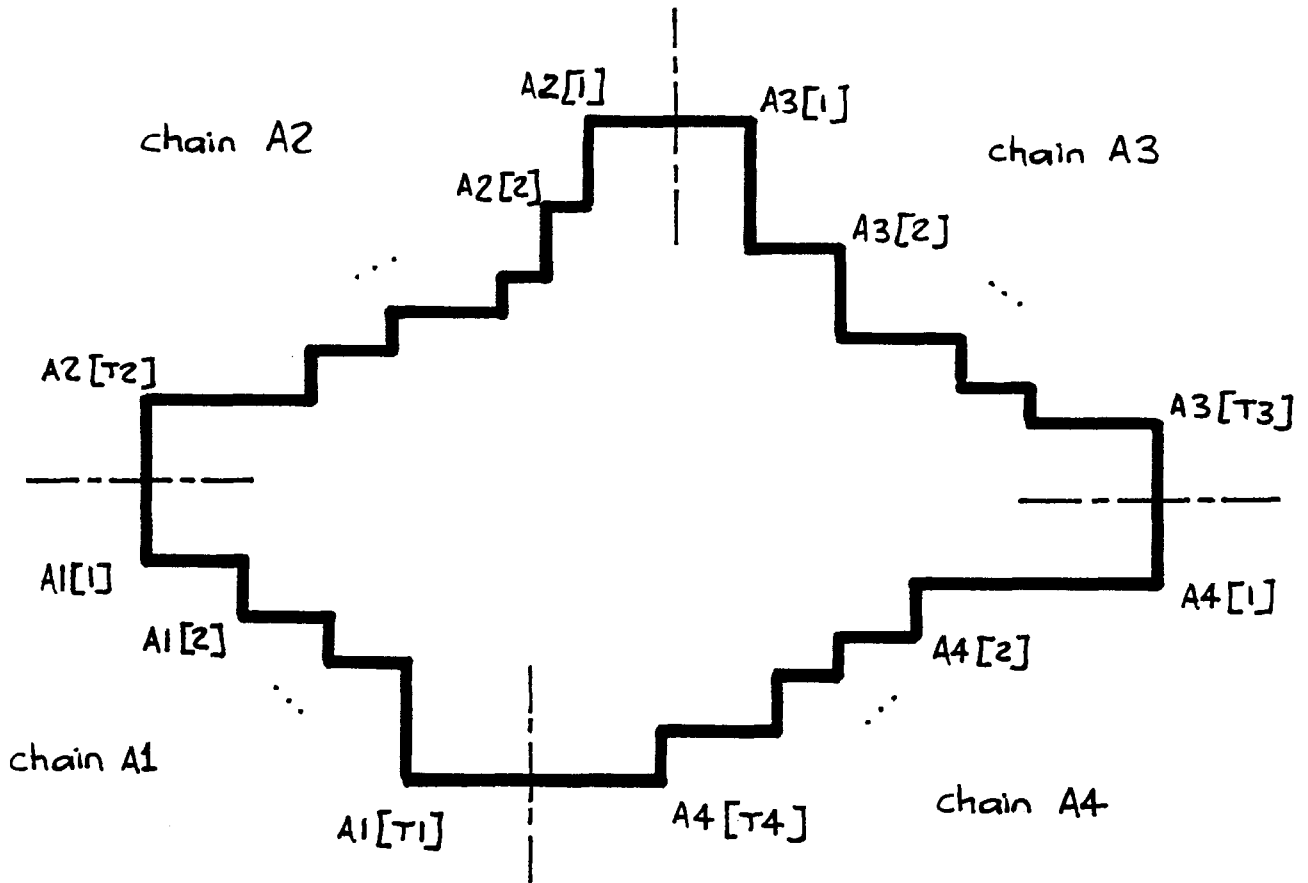 A2[1]
A3[1]
chain A2
chain A3
A2[2]
A3[2]
...
...
A2[T2]
A3[T3]
A1[1]
A4[1]
A1[2]
A4[2]
...
...
chain A1
A1[T1]
A4[T4]
chain A4